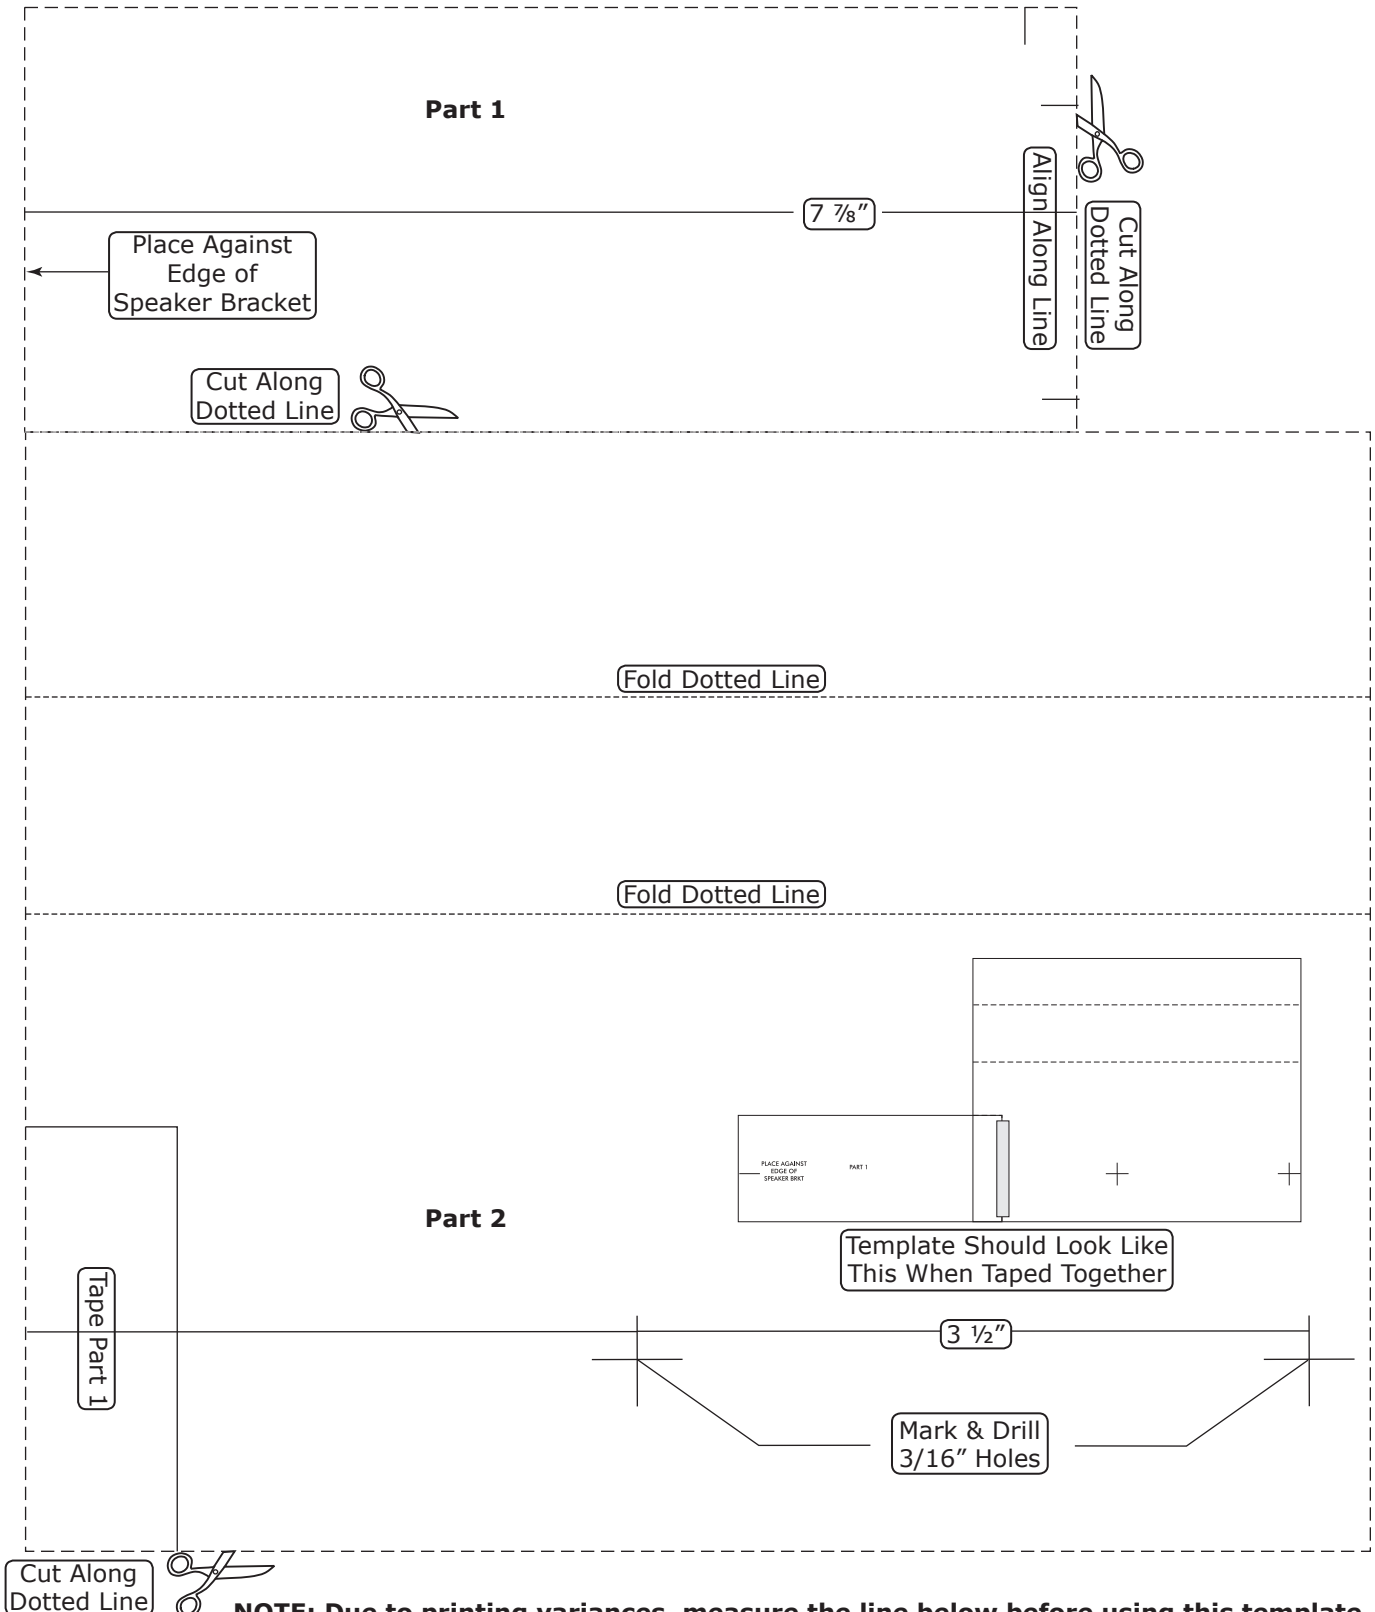 Part 1
7 ⅞″
Align Along Line
Cut Along
Dotted Line
Place Against
Edge of
Speaker Bracket
Cut Along
Dotted Line
Fold Dotted Line
Fold Dotted Line
PLACE AGAINST
EDGE OF
SPEAKER BRKT
PART 1
Part 2
Template Should Look Like
This When Taped Together
Tape Part 1
3 ½″
Mark & Drill
3/16″ Holes
Cut Along
Dotted Line
NOTE: Due to printing variances, measure the line below before using this template